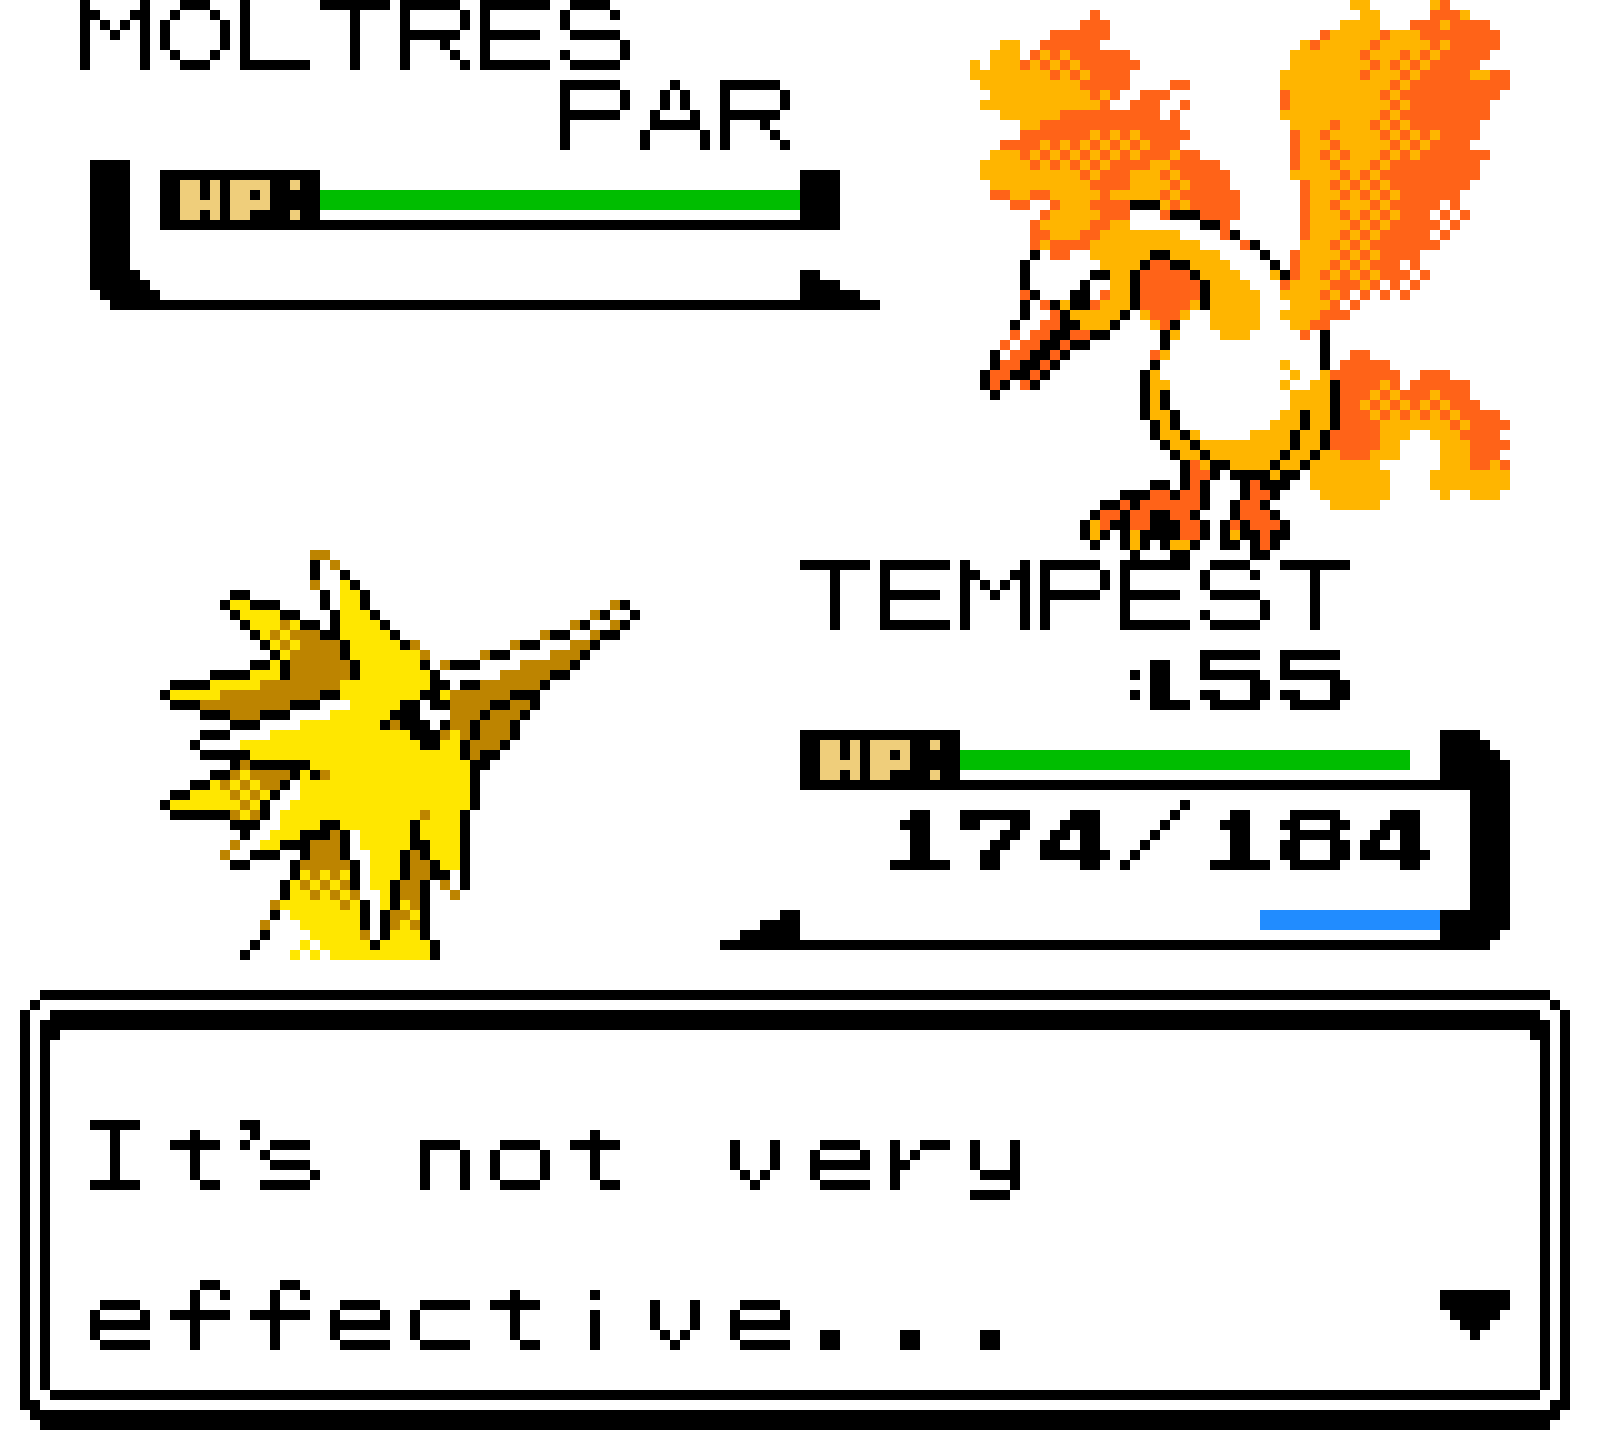 MOLTRES
PAR
HP:
TEMPEST
:L55
HP:
174/184
It's not very
effective...